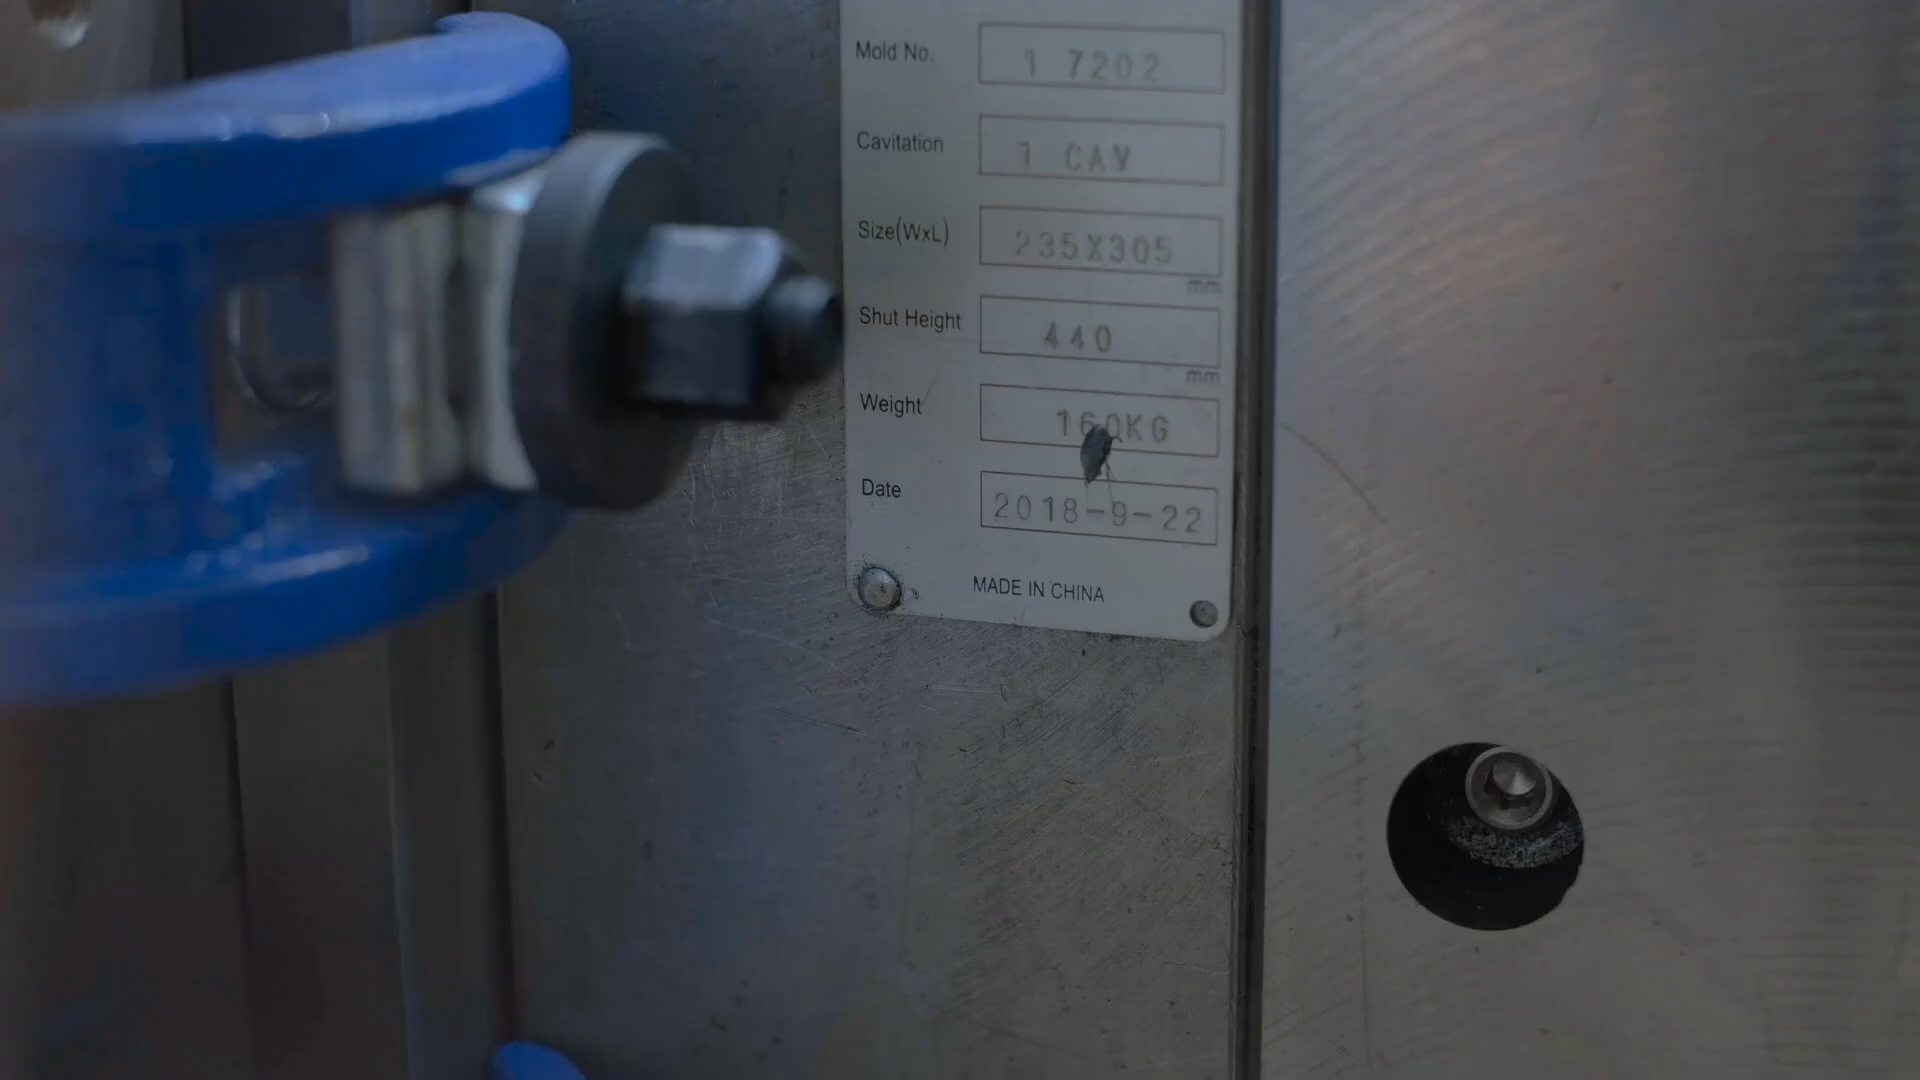 Mold No. 1 7202
Cavitation 1 CAV
Size(WxL) 235X305
mm
Shut Height 440
mm
Weight 160KG
Date 2018-9-22
MADE IN CHINA